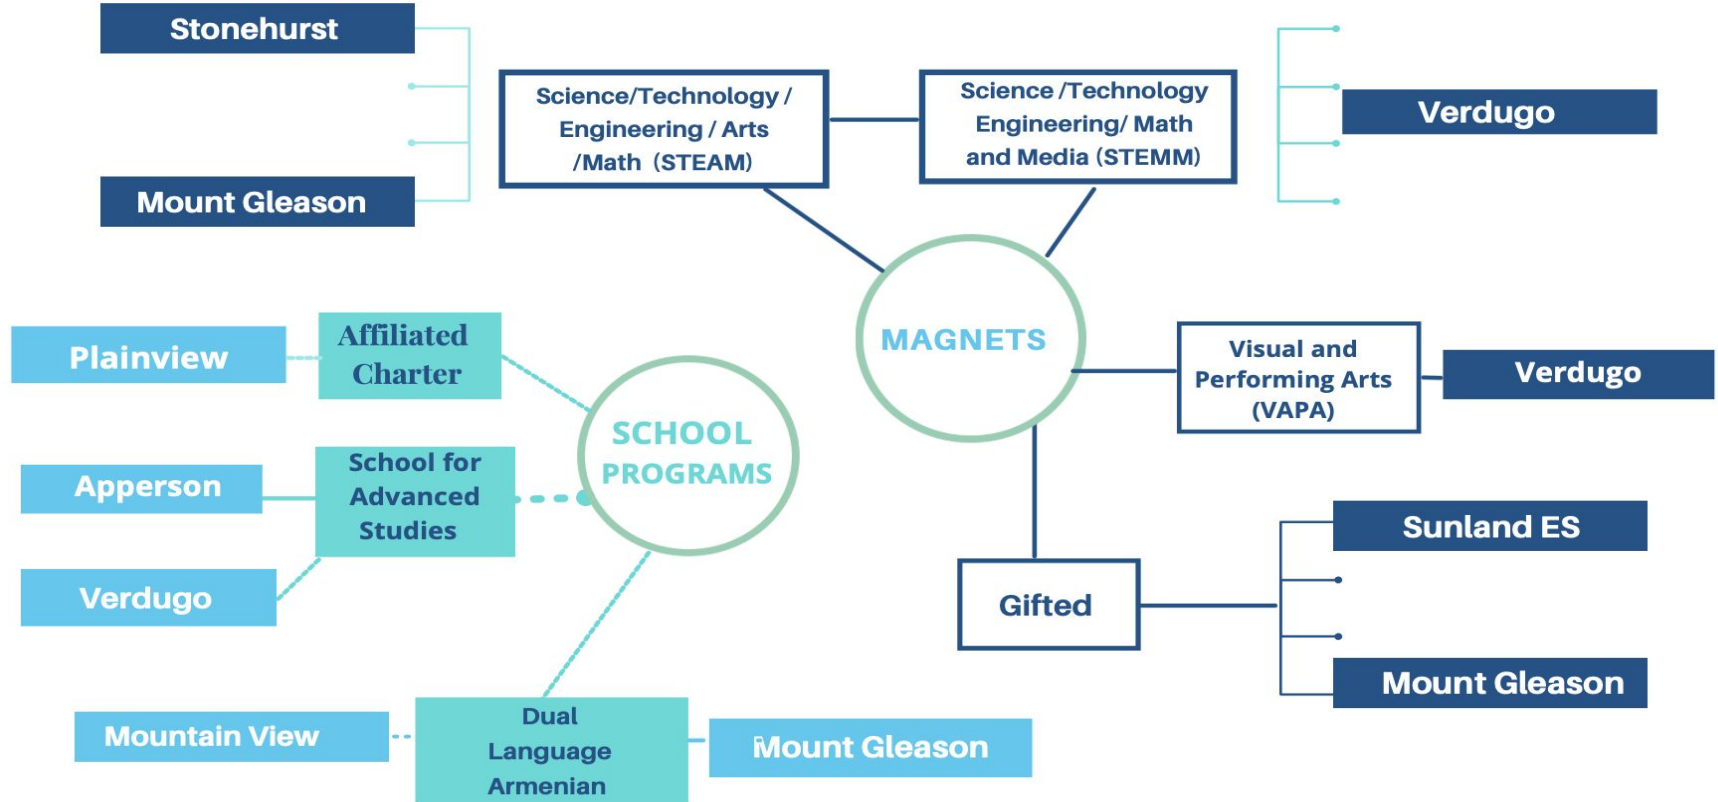 Stonehurst
Mount Gleason
Science/Technology /
Engineering / Arts
/Math (STEAM)
Science /Technology
Engineering/ Math
and Media (STEMM)
Verdugo
MAGNETS
Visual and
Performing Arts
(VAPA)
Verdugo
Gifted
Sunland ES
Mount Gleason
SCHOOL
PROGRAMS
Affiliated
Charter
Plainview
School for
Advanced
Studies
Apperson
Verdugo
Dual
Language
Armenian
Mountain View
Mount Gleason